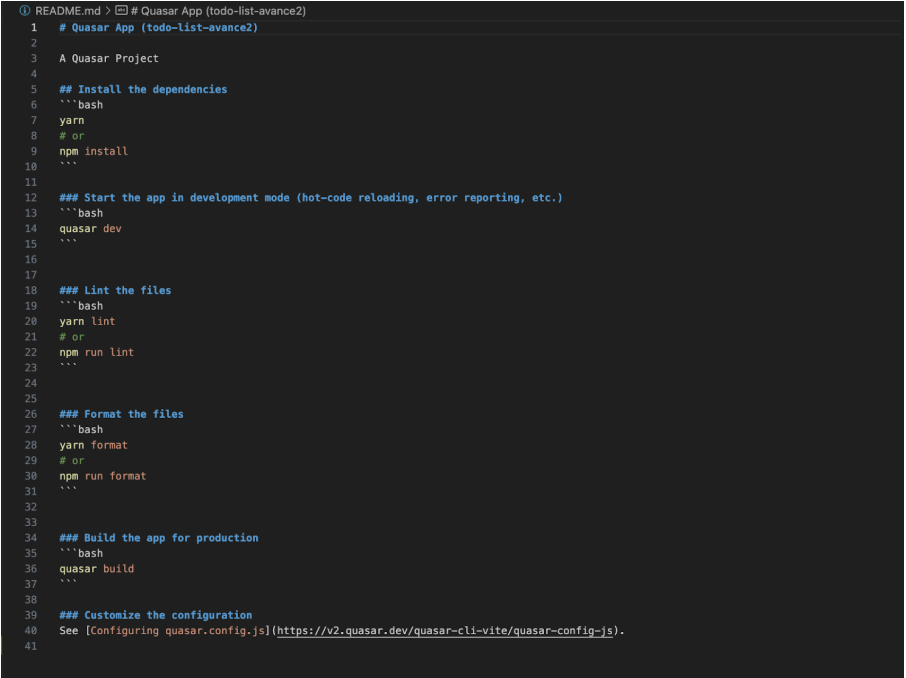 README.md > # Quasar App (todo-list-avance2)
1 # Quasar App (todo-list-avance2)
2
3 A Quasar Project
4
5 ## Install the dependencies
6 ```bash
7 yarn
8 # or
9 npm install
10 ```
11
12 ### Start the app in development mode (hot-code reloading, error reporting, etc.)
13 ```bash
14 quasar dev
15 ```
16
17
18 ### Lint the files
19 ```bash
20 yarn lint
21 # or
22 npm run lint
23 ```
24
25
26 ### Format the files
27 ```bash
28 yarn format
29 # or
30 npm run format
31 ```
32
33
34 ### Build the app for production
35 ```bash
36 quasar build
37 ```
38
39 ### Customize the configuration
40 See [Configuring quasar.config.js](https://v2.quasar.dev/quasar-cli-vite/quasar-config-js).
41